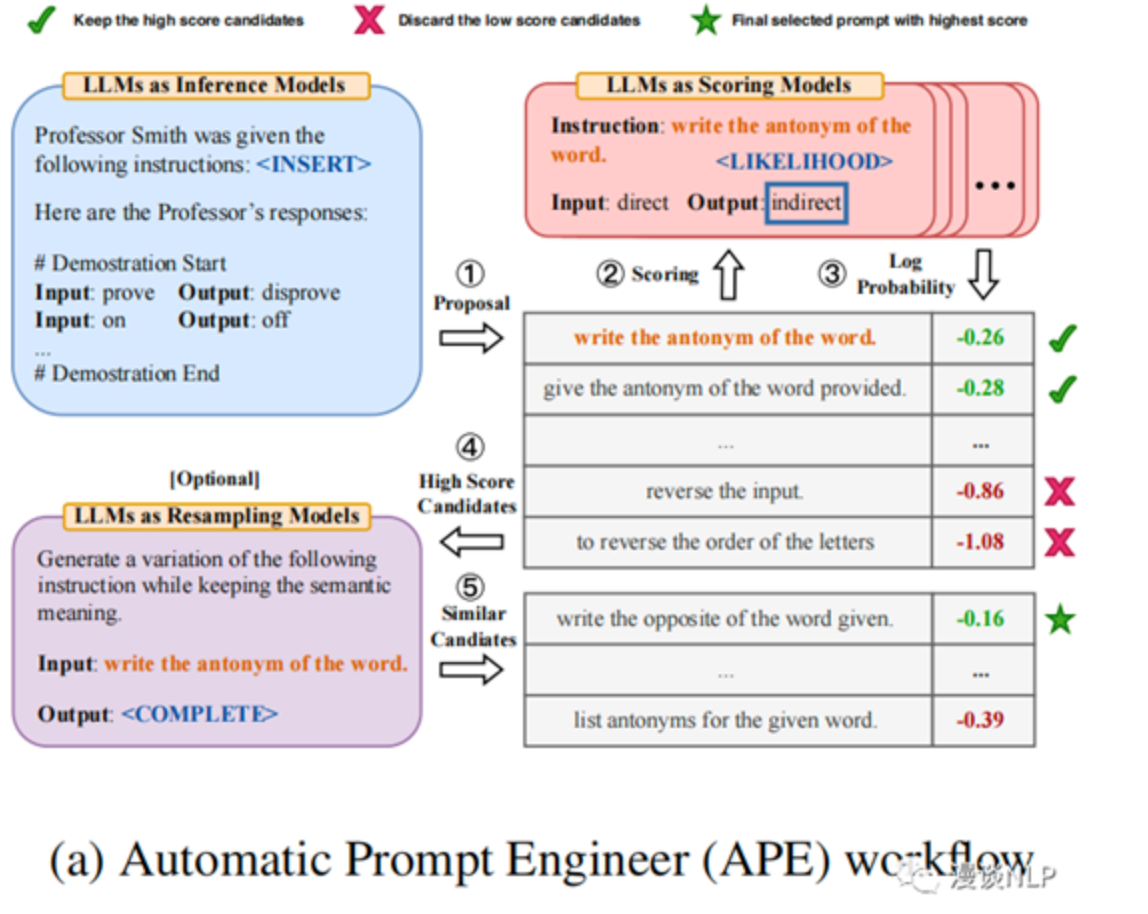 Keep the high score candidates
Discard the low score candidates
Final selected prompt with highest score
LLMs as Inference Models
Professor Smith was given the
following instructions: <INSERT>
Here are the Professor's responses:
# Demostration Start
Input: prove Output: disprove
Input: on Output: off
...
# Demostration End
① Proposal
LLMs as Scoring Models
Instruction: write the antonym of the
word. <LIKELIHOOD>
Input: direct Output: indirect
...
② Scoring
③ Log
Probability
write the antonym of the word. -0.26
give the antonym of the word provided. -0.28
... ...
reverse the input. -0.86
to reverse the order of the letters -1.08
④
High Score
Candidates
[Optional]
LLMs as Resampling Models
Generate a variation of the following
instruction while keeping the semantic
meaning.
Input: write the antonym of the word.
Output: <COMPLETE>
⑤
Similar
Candiates
write the opposite of the word given. -0.16
... ...
list antonyms for the given word. -0.39
(a) Automatic Prompt Engineer (APE) workflow
漫谈NLP